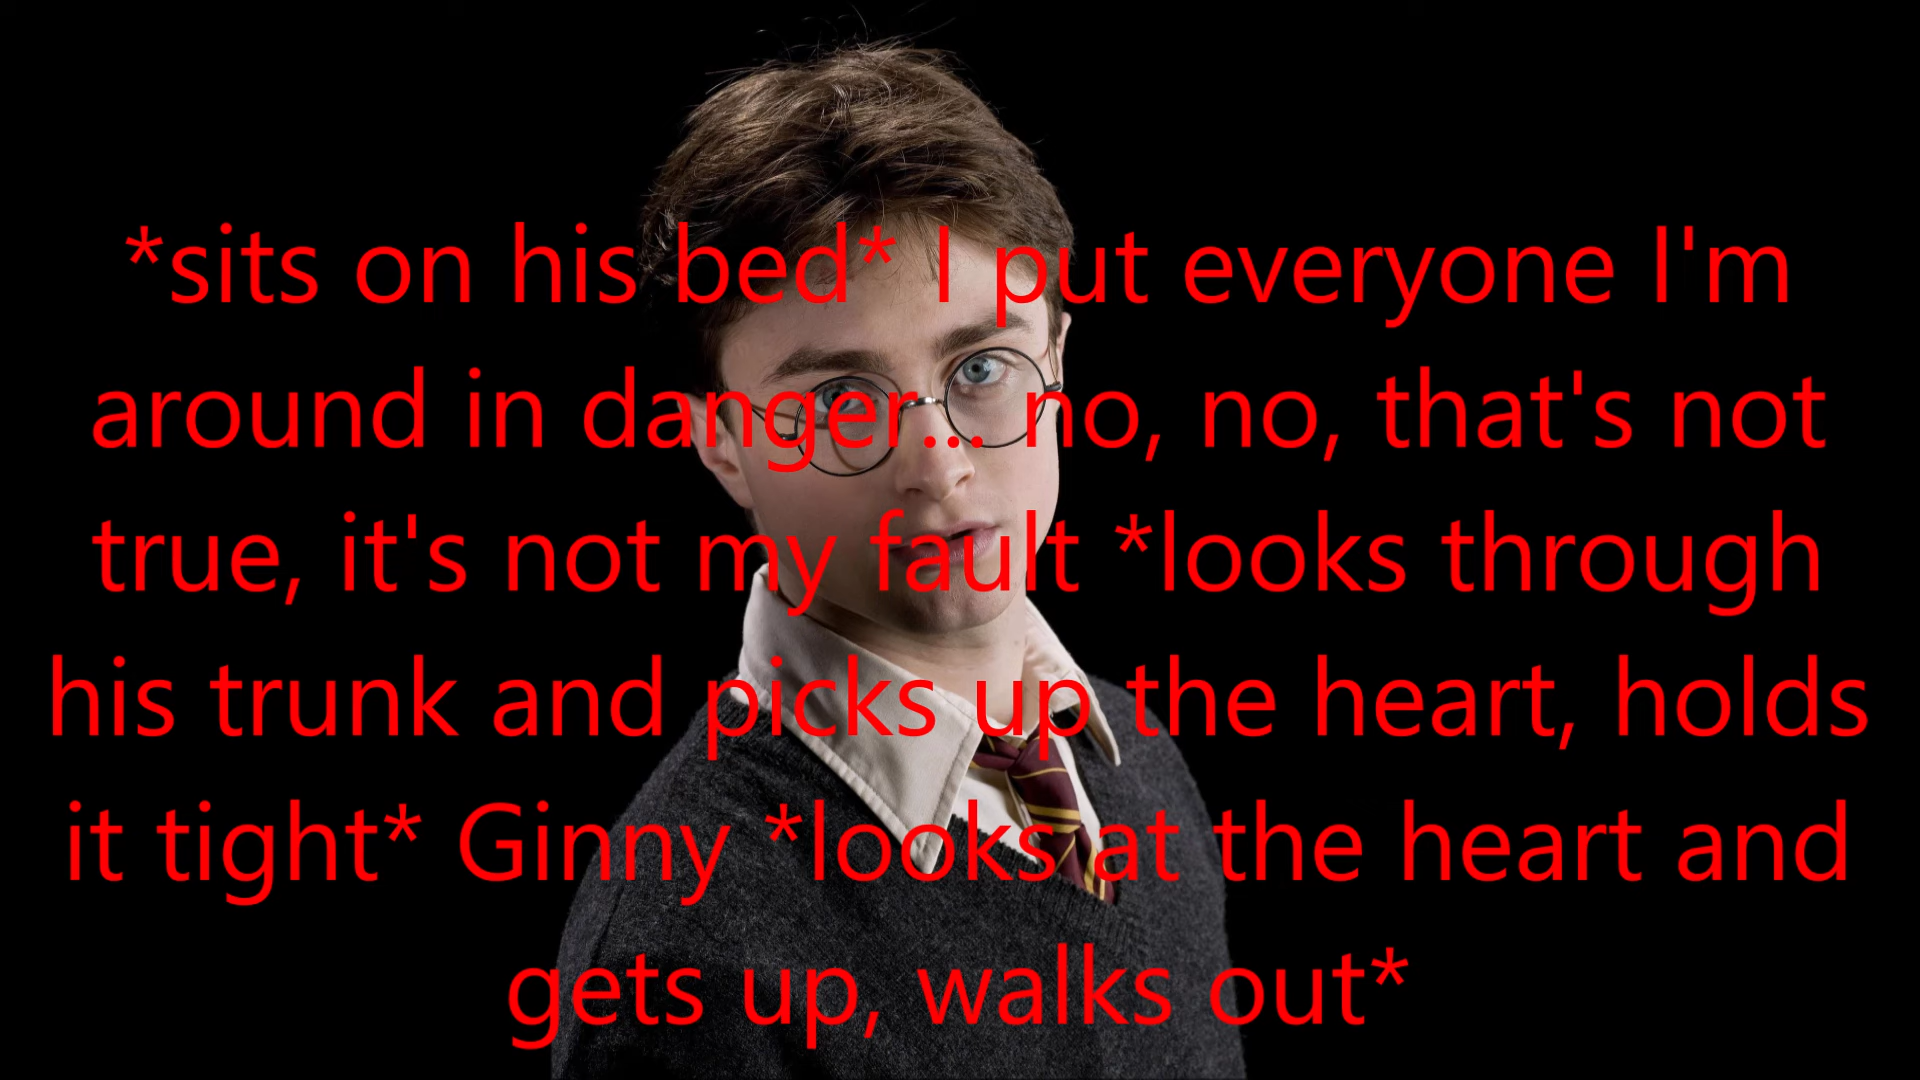 *sits on his bed* I put everyone I'm
around in danger... no, no, that's not
true, it's not my fault *looks through
his trunk and picks up the heart, holds
it tight* Ginny *looks at the heart and
gets up, walks out*